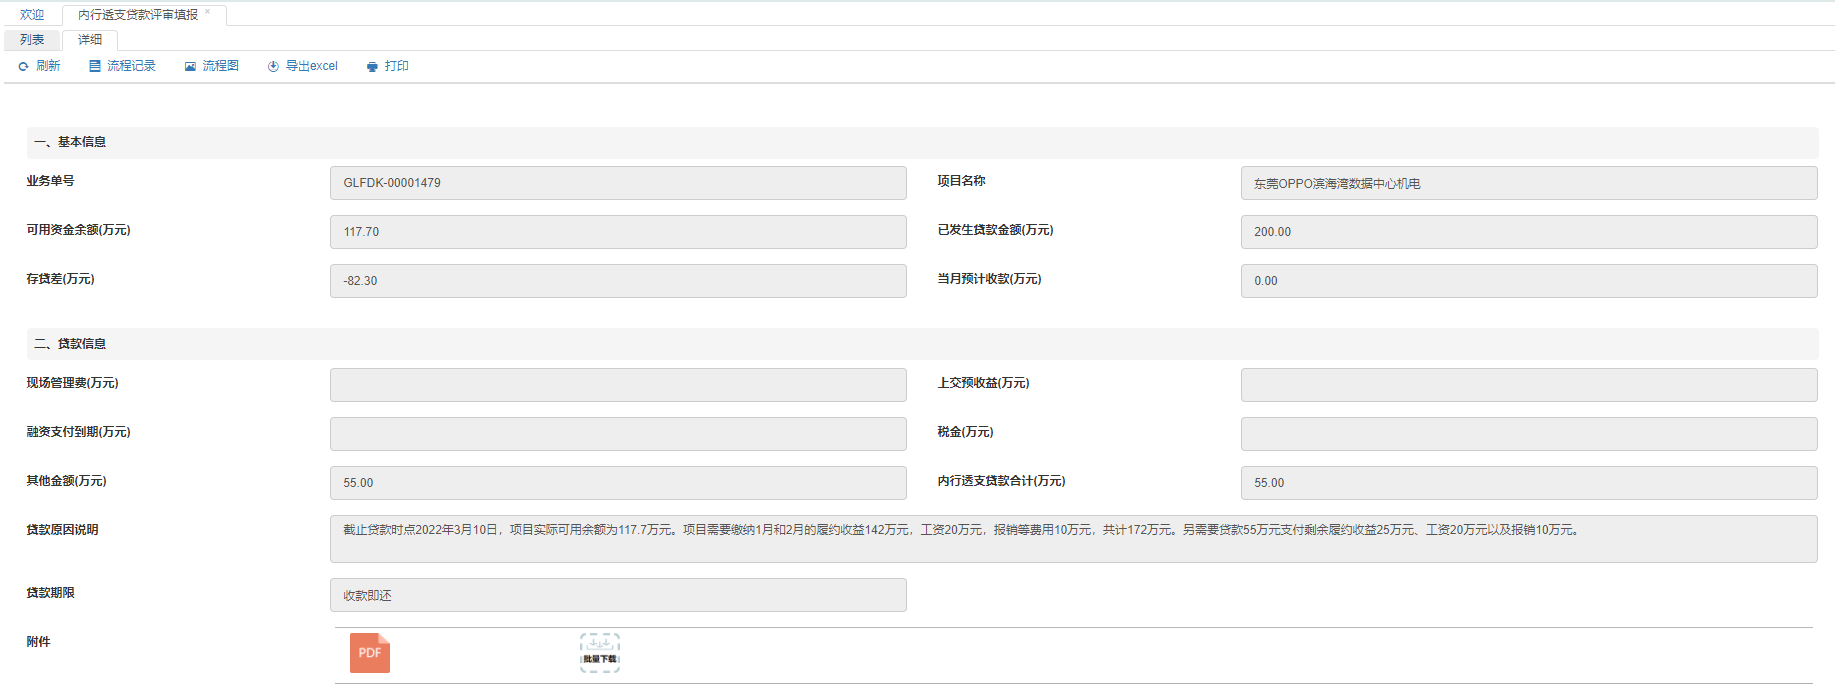 欢迎 内行透支贷款评审填报 ×
列表 详细
刷新 流程记录 流程图 导出excel 打印
一、基本信息
业务单号 GLFDK-00001479 项目名称 东莞OPPO滨海湾数据中心机电
可用资金余额(万元) 117.70 已发生贷款金额(万元) 200.00
存贷差(万元) -82.30 当月预计收款(万元) 0.00
二、贷款信息
现场管理费(万元) 上交预收益(万元)
融资支付到期(万元) 税金(万元)
其他金额(万元) 55.00 内行透支贷款合计(万元) 55.00
贷款原因说明 截止贷款时点2022年3月10日，项目实际可用余额为117.7万元。项目需要缴纳1月和2月的履约收益142万元，工资20万元，报销等费用10万元，共计172万元。另需要贷款55万元支付剩余履约收益25万元、工资20万元以及报销10万元。
贷款期限 收款即还
附件 PDF 批量下载